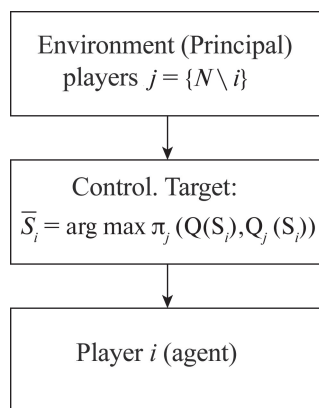 Environment (Principal)
players j = {N \ i}
Control. Target:
S̅ᵢ = arg max πⱼ (Q(Sᵢ),Qⱼ (Sᵢ))
Player i (agent)